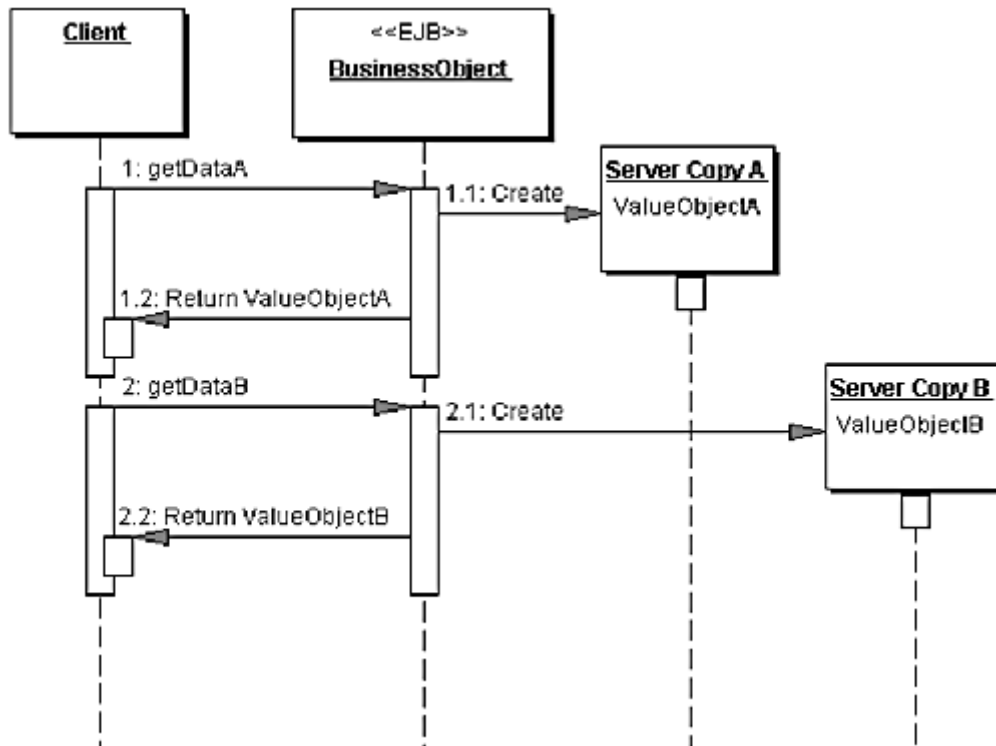 Client
<<EJB>>
BusinessObject
1: getDataA
1.1: Create
Server Copy A
ValueObjectA
1.2: Return ValueObjectA
2: getDataB
2.1: Create
Server Copy B
ValueObjectB
2.2: Return ValueObjectB